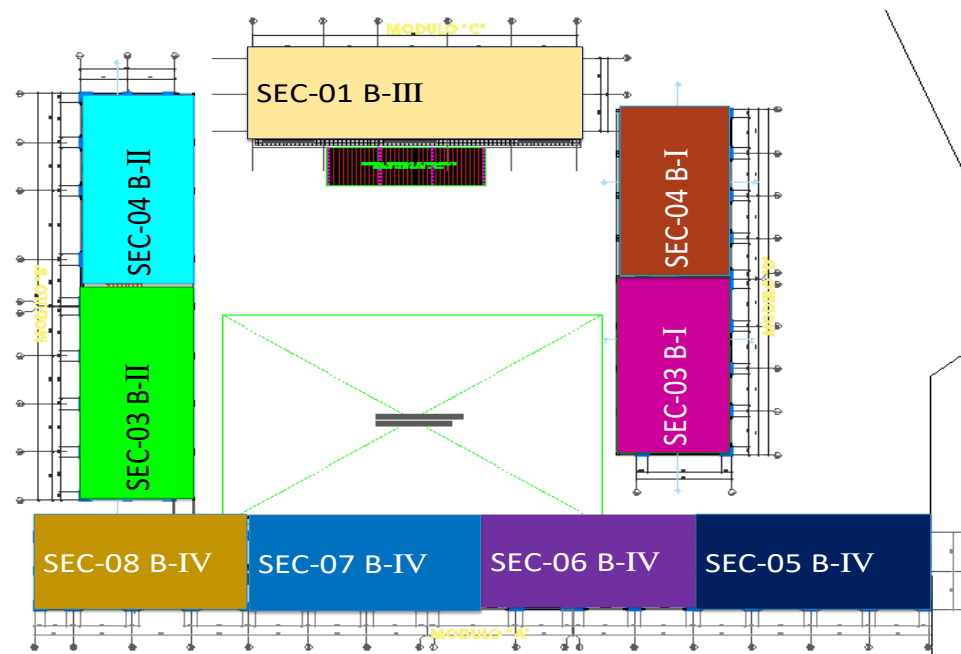 MODULO "C"
SEC-01 B-III
SEC-04 B-II
SEC-04 B-I
MODULO "B"
SEC-03 B-II
SEC-03 B-I
SEC-08 B-IV
SEC-07 B-IV
SEC-06 B-IV
SEC-05 B-IV
MODULO "A"